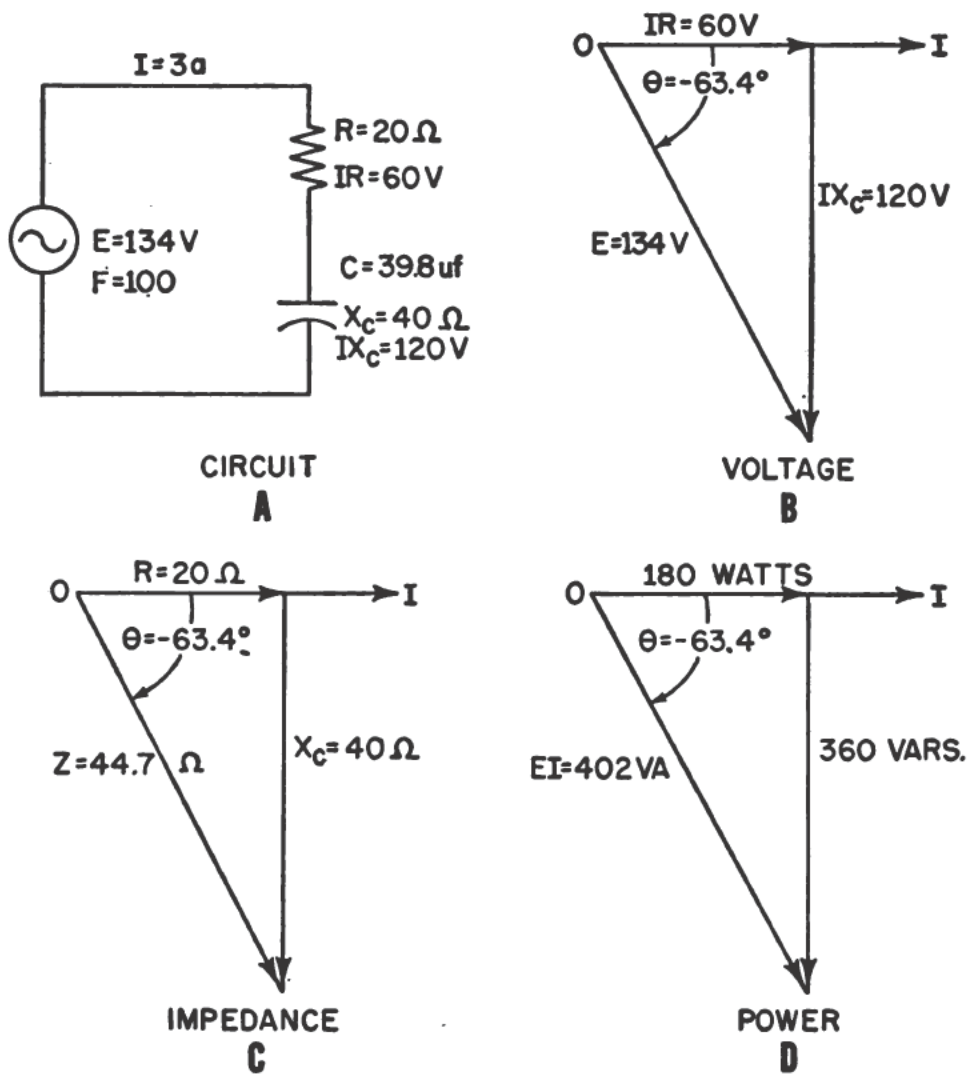 I=3a
R=20Ω
IR=60V
E=134V
F=100
C=39.8uf
XC=40Ω
IXC=120V
CIRCUIT
A
IR=60V
O
I
θ=-63.4°
IXC=120V
E=134V
VOLTAGE
B
R=20Ω
O
I
θ=-63.4°
Z=44.7 Ω
XC=40Ω
IMPEDANCE
C
180 WATTS
O
I
θ=-63.4°
EI=402VA
360 VARS.
POWER
D